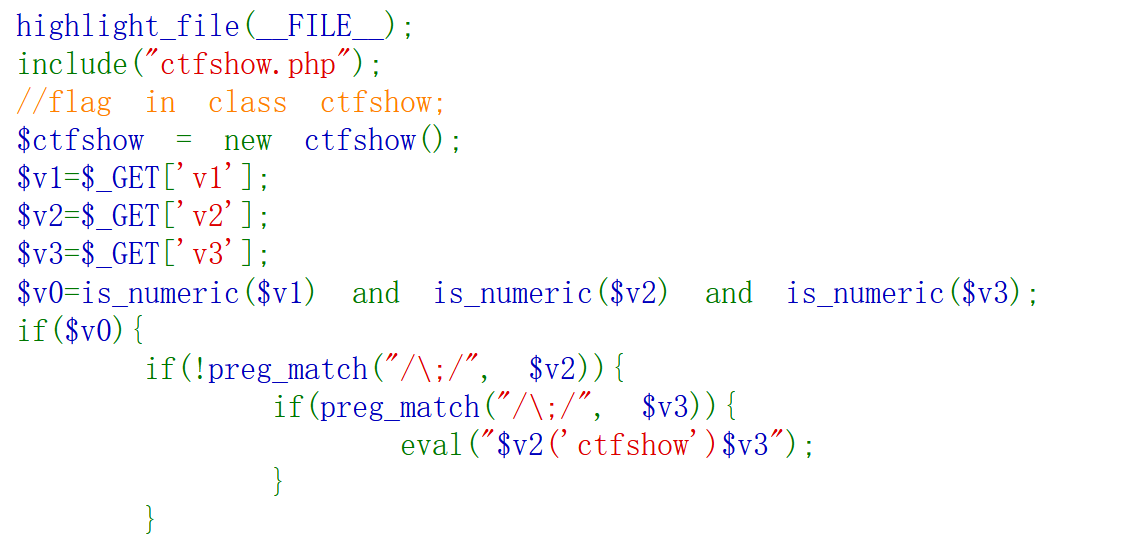 highlight_file(__FILE__);
include("ctfshow.php");
//flag in class ctfshow;
$ctfshow = new ctfshow();
$v1=$_GET['v1'];
$v2=$_GET['v2'];
$v3=$_GET['v3'];
$v0=is_numeric($v1) and is_numeric($v2) and is_numeric($v3);
if($v0){
if(!preg_match("/\;/", $v2)){
if(preg_match("/\;/", $v3)){
eval("$v2('ctfshow')$v3");
}
}